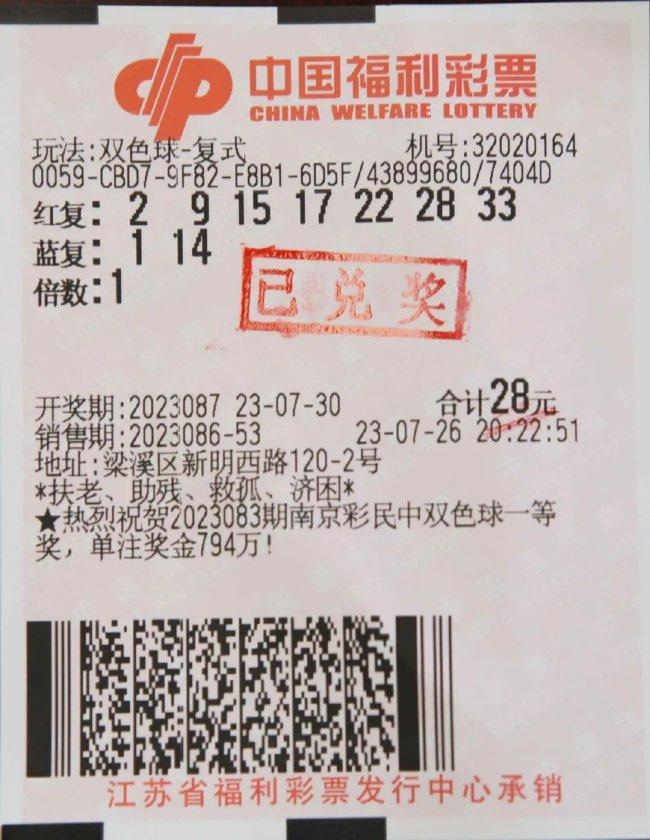 中国福利彩票
CHINA WELFARE LOTTERY
玩法:双色球-复式 机号:32020164
0059-CBD7-9F82-E8B1-6D5F/43899680/7404D
红复: 2 9 15 17 22 28 33
蓝复: 1 14
倍数:1
已兑奖
开奖期:2023087 23-07-30 合计28元
销售期:2023086-53 23-07-26 20:22:51
地址:梁溪区新明西路120-2号
*扶老、助残、救孤、济困*
★热烈祝贺2023083期南京彩民中双色球一等
奖,单注奖金794万!
江苏省福利彩票发行中心承销